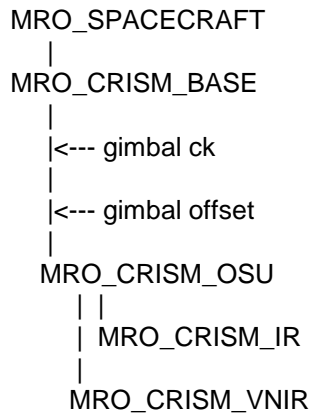 MRO_SPACECRAFT
|
MRO_CRISM_BASE
|
|<--- gimbal ck
|
|<--- gimbal offset
|
MRO_CRISM_OSU
| |
| MRO_CRISM_IR
|
MRO_CRISM_VNIR